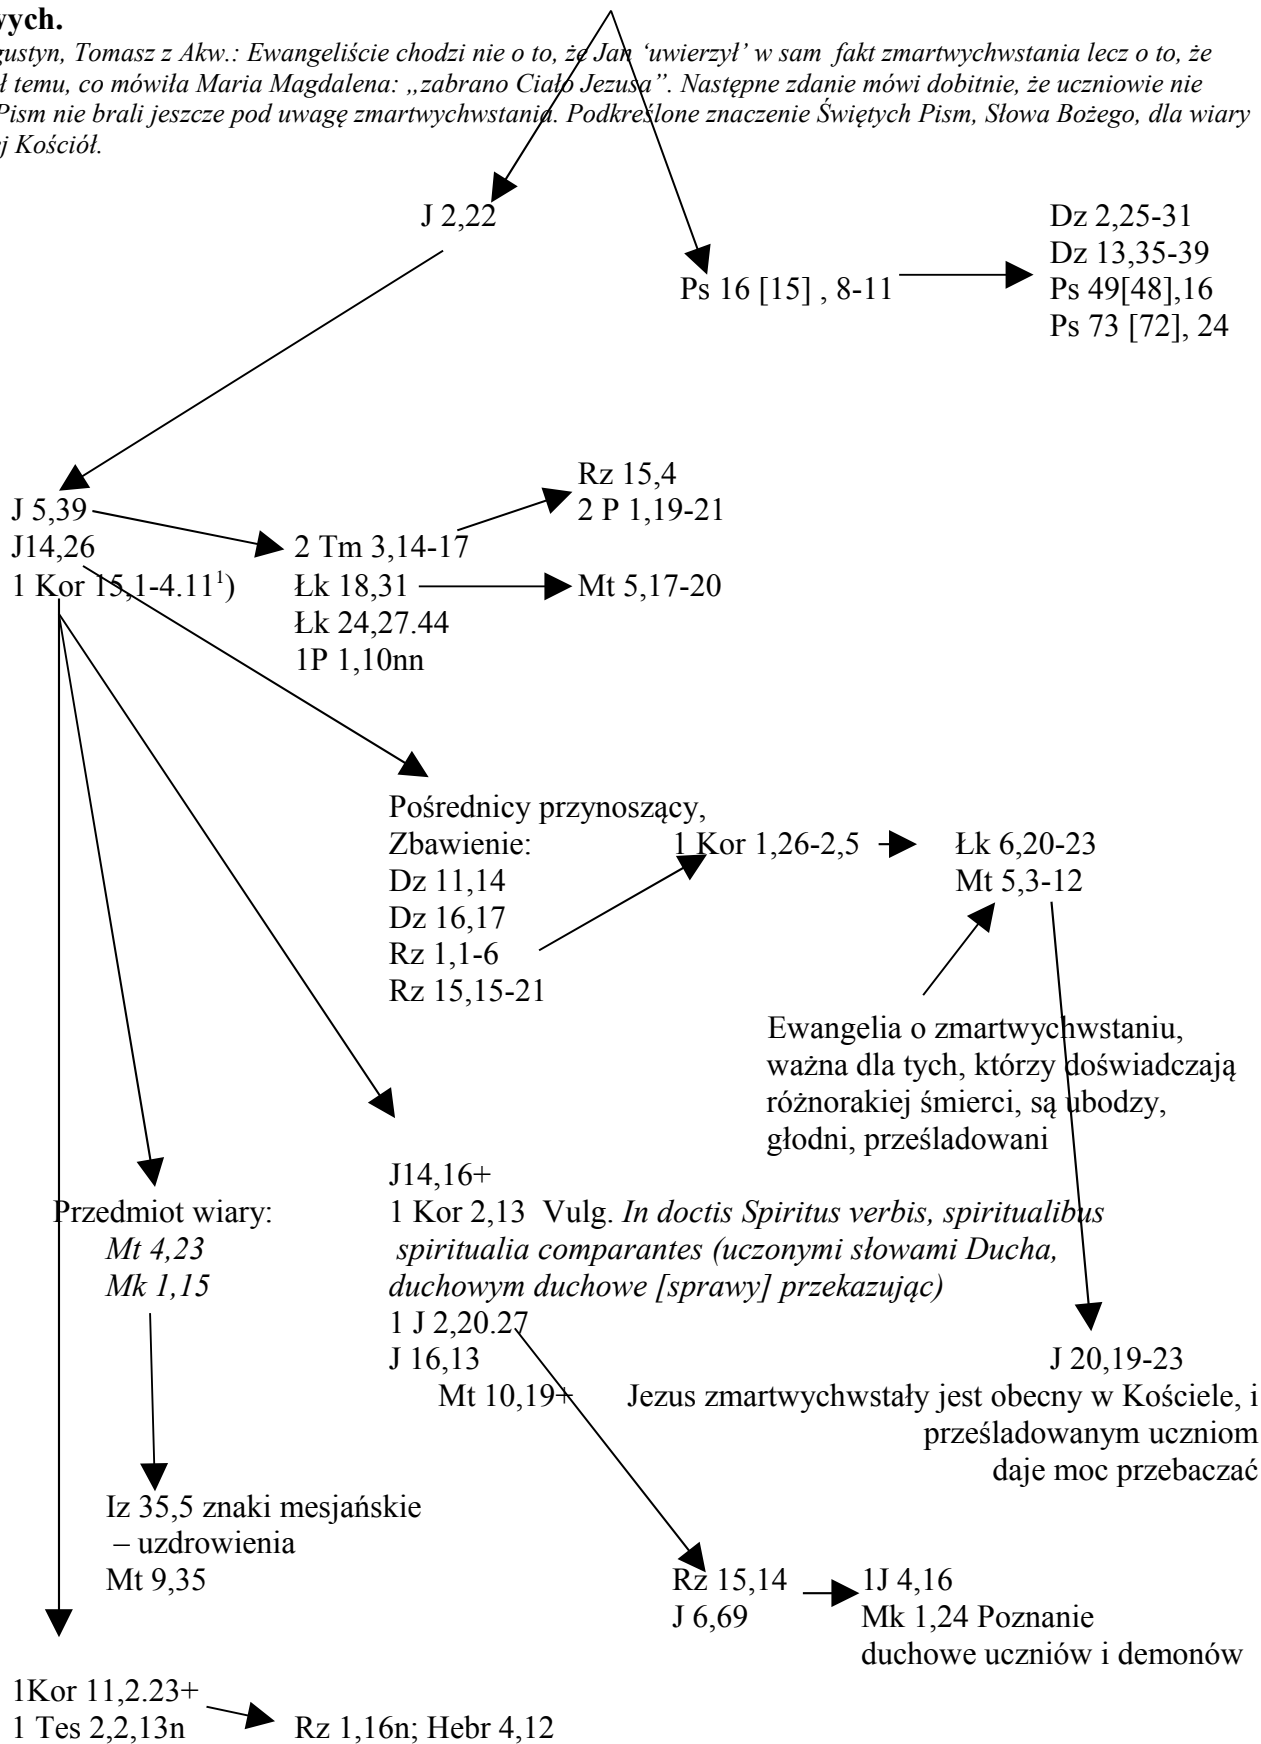 wych.
gustyn, Tomasz z Akw.: Ewangeliście chodzi nie o to, że Jan ‘uwierzył’ w sam fakt zmartwychwstania lecz o to, że
ł temu, co mówiła Maria Magdalena: „zabrano Ciało Jezusa”. Następne zdanie mówi dobitnie, że uczniowie nie
Pism nie brali jeszcze pod uwagę zmartwychwstania. Podkreślone znaczenie Świętych Pism, Słowa Bożego, dla wiary
j Kościół.
J 2,22
Dz 2,25-31
Dz 13,35-39
Ps 16 [15] , 8-11
Ps 49[48],16
Ps 73 [72], 24
Rz 15,4
2 P 1,19-21
J 5,39
J14,26
1 Kor 15,1-4.11¹)
2 Tm 3,14-17
Łk 18,31
Mt 5,17-20
Łk 24,27.44
1P 1,10nn
Pośrednicy przynoszący,
Zbawienie:
Dz 11,14
Dz 16,17
Rz 1,1-6
Rz 15,15-21
1 Kor 1,26-2,5
Łk 6,20-23
Mt 5,3-12
Ewangelia o zmartwychwstaniu,
ważna dla tych, którzy doświadczają
różnorakiej śmierci, są ubodzy,
głodni, prześladowani
Przedmiot wiary:
Mt 4,23
Mk 1,15
J14,16+
1 Kor 2,13 Vulg. In doctis Spiritus verbis, spiritualibus
spiritualia comparantes (uczonymi słowami Ducha,
duchowym duchowe [sprawy] przekazując)
1 J 2,20.27
J 16,13
Mt 10,19+
J 20,19-23
Jezus zmartwychwstały jest obecny w Kościele, i
prześladowanym uczniom
daje moc przebaczać
Iz 35,5 znaki mesjańskie
– uzdrowienia
Mt 9,35
Rz 15,14
J 6,69
1J 4,16
Mk 1,24 Poznanie
duchowe uczniów i demonów
1Kor 11,2.23+
1 Tes 2,2,13n
Rz 1,16n; Hebr 4,12